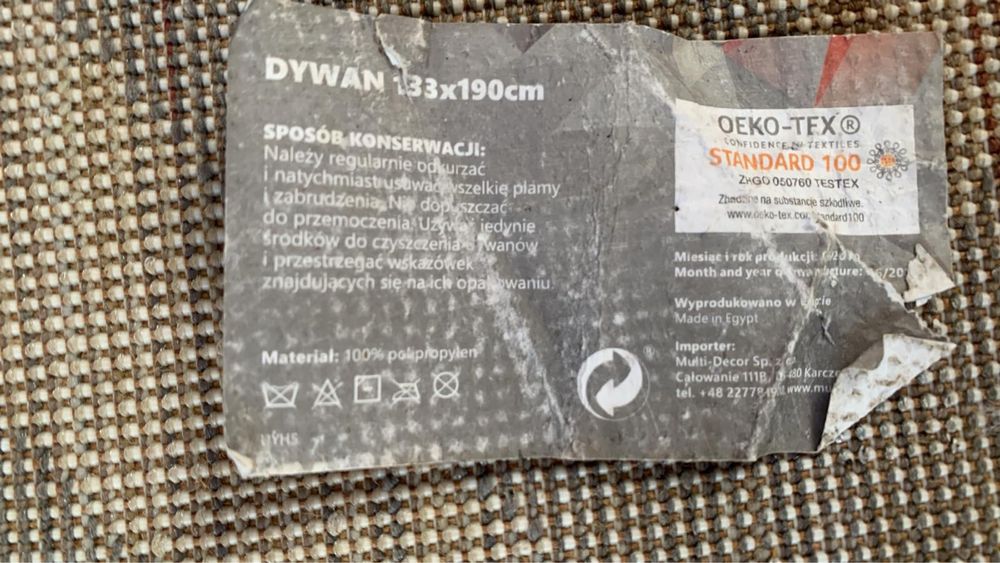 DYWAN 133x190cm
SPOSÓB KONSERWACJI:
Należy regularnie odkurzać
i natychmiast usuwać wszelkie plamy
i zabrudzenia. Nie dopuszczać
do przemoczenia. Używać jedynie
środków do czyszczenia dywanów
i przestrzegać wskazówek
znajdujących się na ich opakowaniu.
Materiał: 100% polipropylen
OEKO-TEX®
CONFIDENCE IN TEXTILES
STANDARD 100
ZHGO 050760 TESTEX
Zbadane na substancje szkodliwe.
www.oeko-tex.com/standard100
Miesiąc i rok produkcji:
Month and year of manufacture:
Wyprodukowano w Egipcie
Made in Egypt
Importer:
Multi-Decor Sp. z
Całowanie 111B,
tel. +48 2277 www.mu